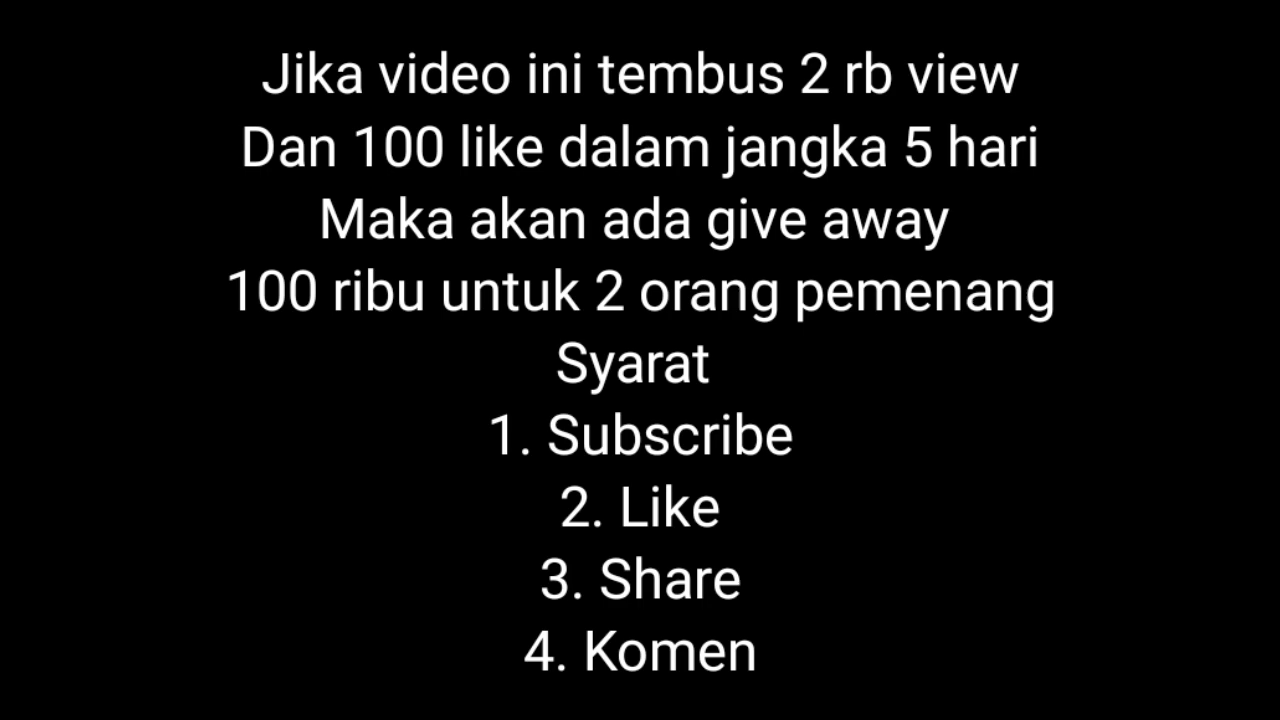 Jika video ini tembus 2 rb view
Dan 100 like dalam jangka 5 hari
Maka akan ada give away
100 ribu untuk 2 orang pemenang
Syarat
1. Subscribe
2. Like
3. Share
4. Komen